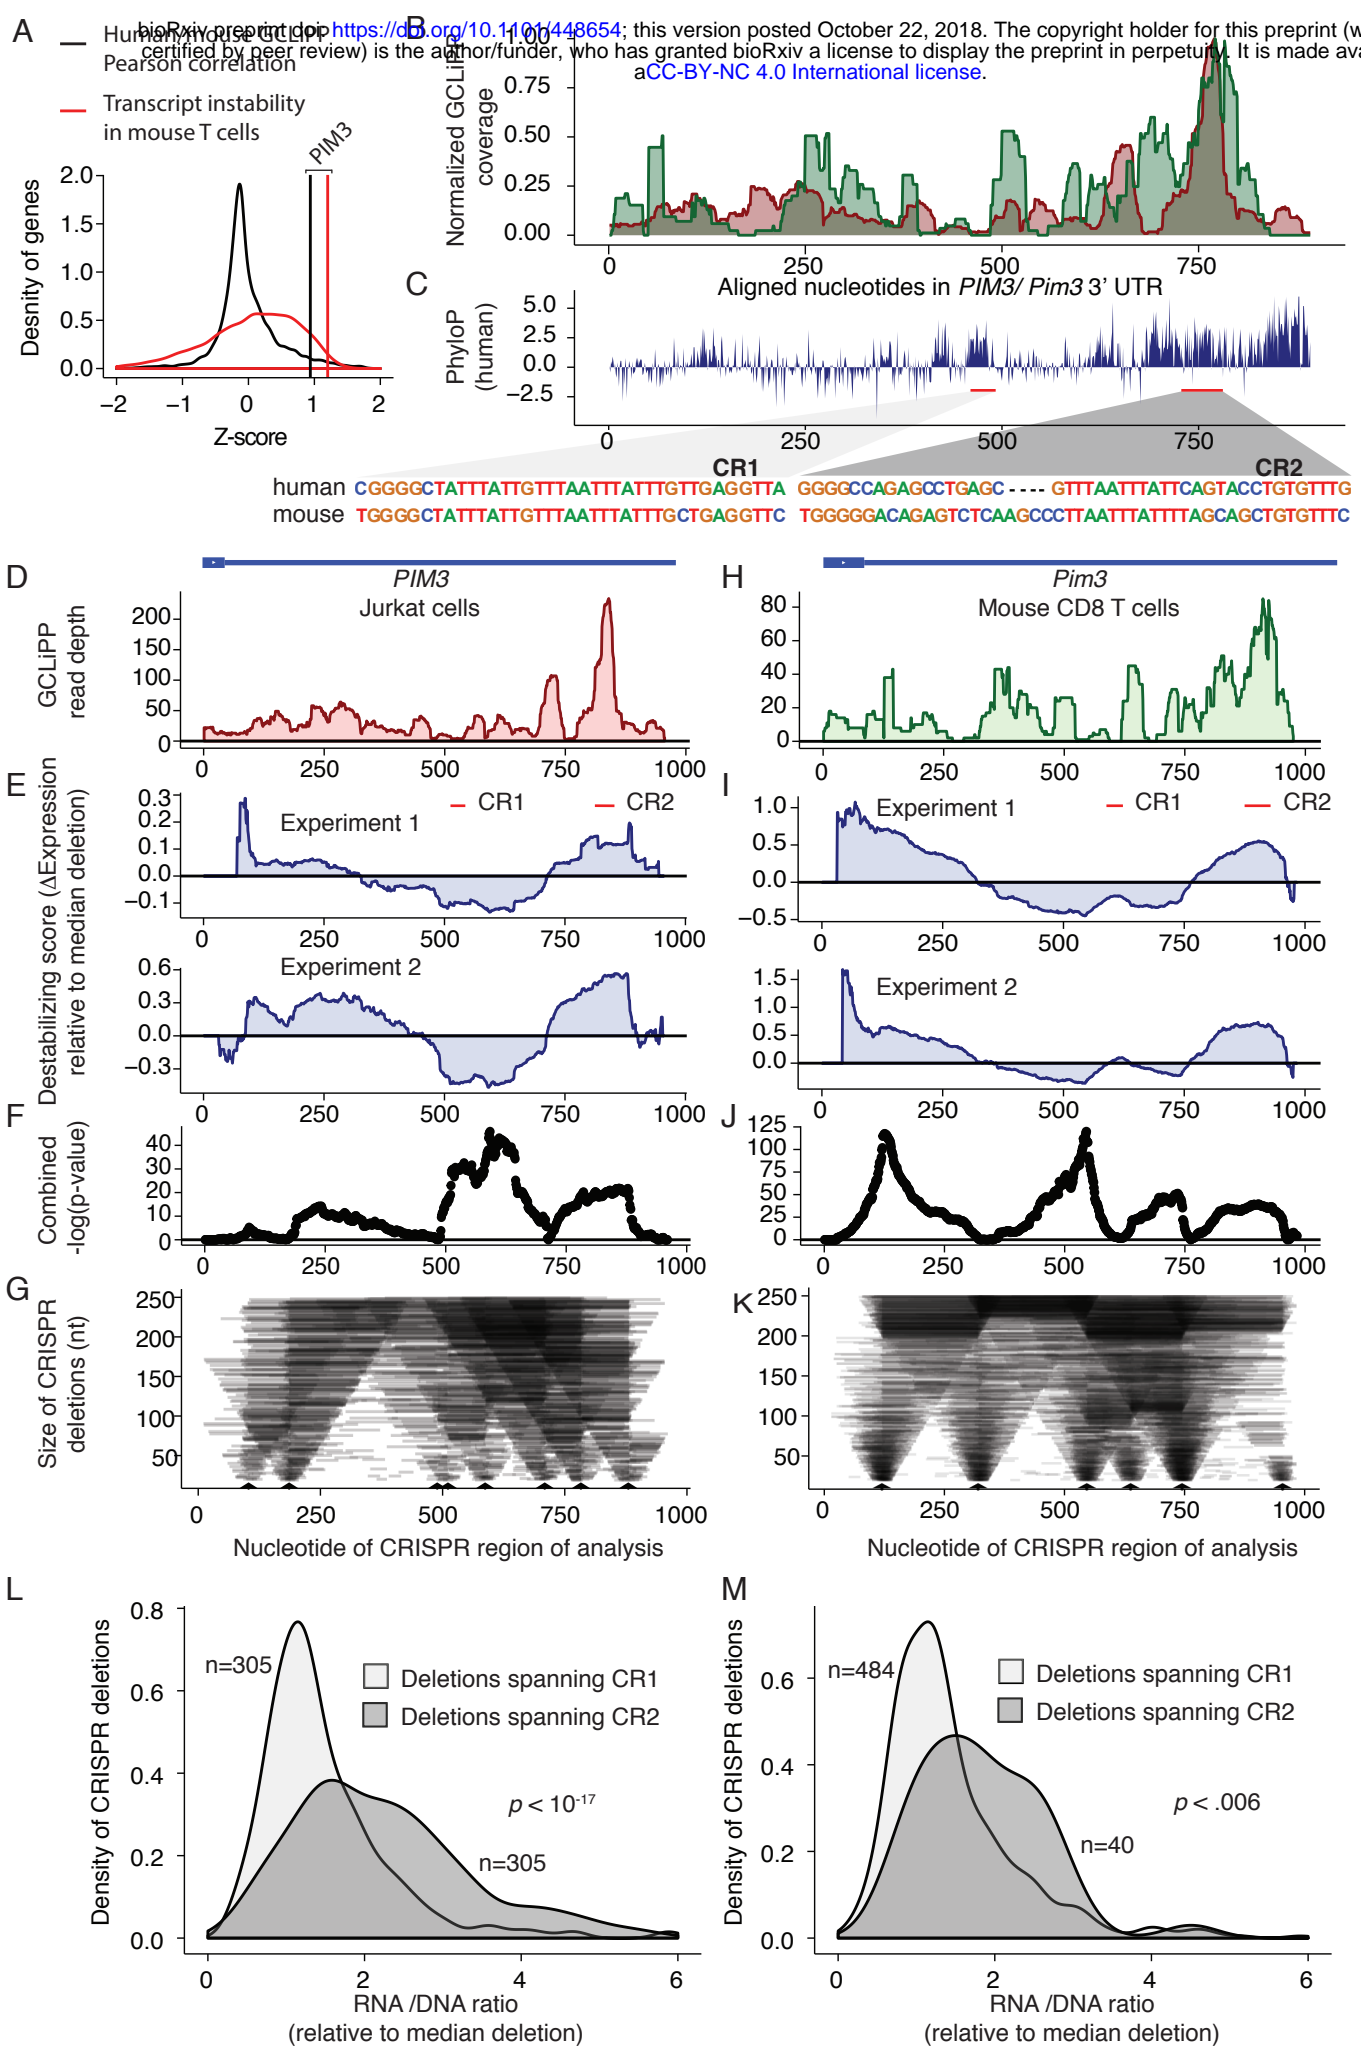 bioRxiv preprint doi: https://doi.org/10.1101/448654; this version posted October 22, 2018. The copyright holder for this preprint (w
certified by peer review) is the author/funder, who has granted bioRxiv a license to display the preprint in perpetuity. It is made ava
aCC-BY-NC 4.0 International license.
A
Human/mouse GCLiPP
Pearson correlation
Transcript instability
in mouse T cells
PIM3
Desnity of genes
2.0
1.5
1.0
0.5
0.0
−2 −1 0 1 2
Z-score
B
Normalized GCLiPP
coverage
1.00
0.75
0.50
0.25
0.00
0 250 500 750
Aligned nucleotides in PIM3/ Pim3 3' UTR
C
PhyloP
(human)
5.0
2.5
0.0
−2.5
0 250 500 750
CR1 CR2
human CGGGGCTATTTATTGTTTAATTTATTTGTTGAGGTTA GGGGCCAGAGCCTGAGC----GTTTAATTTATTCAGTACCTGTGTTTG
mouse TGGGGCTATTTATTGTTTAATTTATTTGCTGAGGTTC TGGGGGGACAGAGTCTCAAGCCCTTAATTTATTTTAGCAGCTGTGTTTC
D
PIM3
Jurkat cells
GCLiPP
read depth
200
150
100
50
0
0 250 500 750 1000
H
Pim3
Mouse CD8 T cells
80
60
40
20
0
0 250 500 750 1000
E
Destabilizing score (ΔExpression
relative to median deletion)
Experiment 1
CR1 CR2
0.3
0.2
0.1
0.0
−0.1
0 250 500 750 1000
Experiment 2
0.6
0.3
0.0
−0.3
0 250 500 750 1000
I
Experiment 1
CR1 CR2
1.0
0.5
0.0
−0.5
0 250 500 750 1000
Experiment 2
1.5
1.0
0.5
0.0
0 250 500 750 1000
F
Combined
-log(p-value)
40
30
20
10
0
0 250 500 750 1000
J
125
100
75
50
25
0
0 250 500 750 1000
G
Size of CRISPR
deletions (nt)
250
200
150
100
50
0 250 500 750 1000
Nucleotide of CRISPR region of analysis
K
250
200
150
100
50
0 250 500 750 1000
Nucleotide of CRISPR region of analysis
L
Density of CRISPR deletions
0.8
0.6
0.4
0.2
0.0
n=305
Deletions spanning CR1
Deletions spanning CR2
p < 10-17
n=305
0 2 4 6
RNA /DNA ratio
(relative to median deletion)
M
Density of CRISPR deletions
0.6
0.4
0.2
0.0
n=484
Deletions spanning CR1
Deletions spanning CR2
p < .006
n=40
0 2 4 6
RNA /DNA ratio
(relative to median deletion)